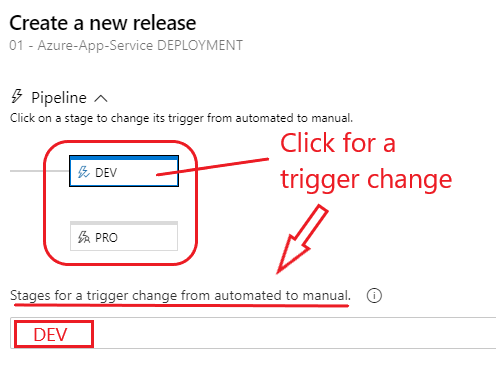 Create a new release
01 - Azure-App-Service DEPLOYMENT
Pipeline
Click on a stage to change its trigger from automated to manual.
Click for a
trigger change
DEV
PRO
Stages for a trigger change from automated to manual.
DEV